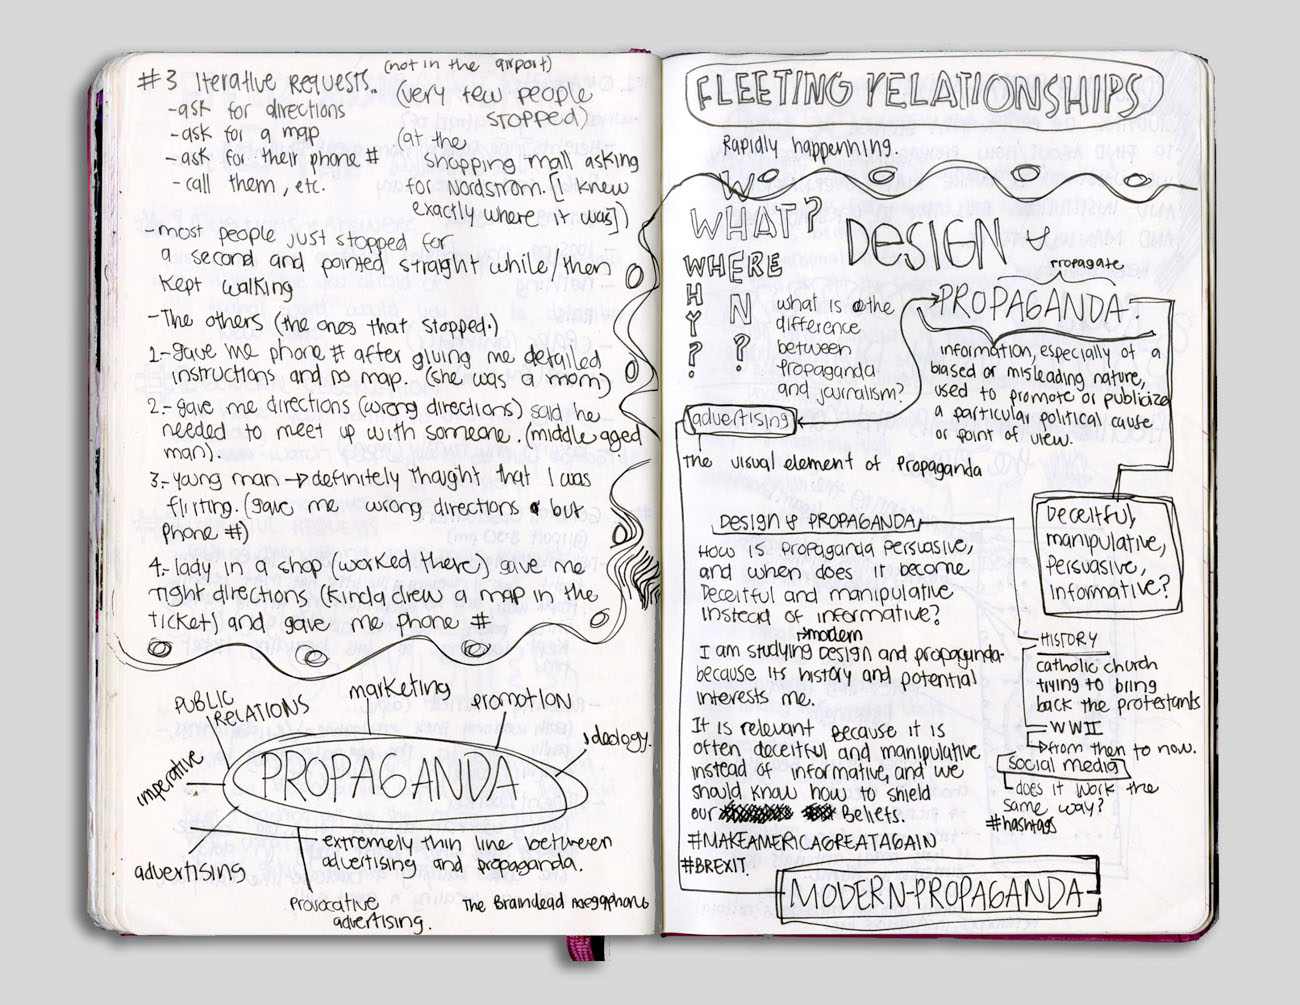 #3 Iterative requests. (not in the airport)
-ask for directions
-ask for a map
-ask for their phone #
-call them, etc.
(very few people
stopped)
(at the
shopping mall asking
for Nordstrom. [I knew
exactly where it was])
-most people just stopped for
a second and pointed straight while/then
kept walking
-The others (the ones that stopped.)
1.-gave me phone # after giving me detailed
instructions and no map. (she was a mom)
2.-gave me directions (wrong directions) said he
needed to meet up with someone. (middle aged
man).
3.-young man → definitely thought that I was
flirting. (gave me wrong directions but
phone #)
4.-lady in a shop (worked there) gave me
right directions (kinda drew a map in the
ticket) and gave me phone #
PUBLIC
RELATIONS
marketing
promotion
ideology.
imperative
PROPAGANDA
advertising
extremely thin line between
advertising and propaganda.
Provocative
advertising.
The Braindead megaphone
FLEETING RELATIONSHIPS
Rapidly happenning.
W
WHAT?
WHERE
H
Y
?
N
?
DESIGN &
propagate
PROPAGANDA
what is the
difference
between
propaganda
and journalism?
information, especially of a
biased or misleading nature,
used to promote or publicize
a particular political cause
or point of view.
advertising
The visual element of Propaganda
Deceitful,
manipulative,
Persuasive,
Informative?
DESIGN & PROPAGANDA
How is propaganda Persuasive,
and when does it become
Deceitful and manipulative
instead of informative?
→modern
I am studying Design and propaganda-
because its history and potential
interests me.
It is relevant because it is
often deceitful and manipulative
instead of informative, and we
should know how to shield
our Beliefs.
#MAKEAMERICAGREATAGAIN
#BREXIT.
HISTORY
catholic church
trying to bring
back the protestants
WWII
→from then to now.
social media
does it work the
same way?
#hashtags
MODERN-PROPAGANDA